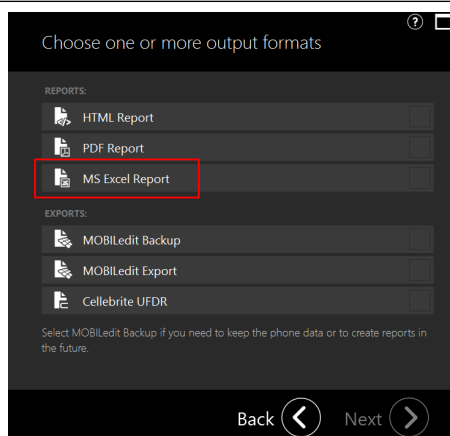 ?
Choose one or more output formats
REPORTS:
HTML Report
PDF Report
MS Excel Report
EXPORTS:
MOBILedit Backup
MOBILedit Export
Cellebrite UFDR
Select MOBILedit Backup if you need to keep the phone data or to create reports in
the future.
Back Next